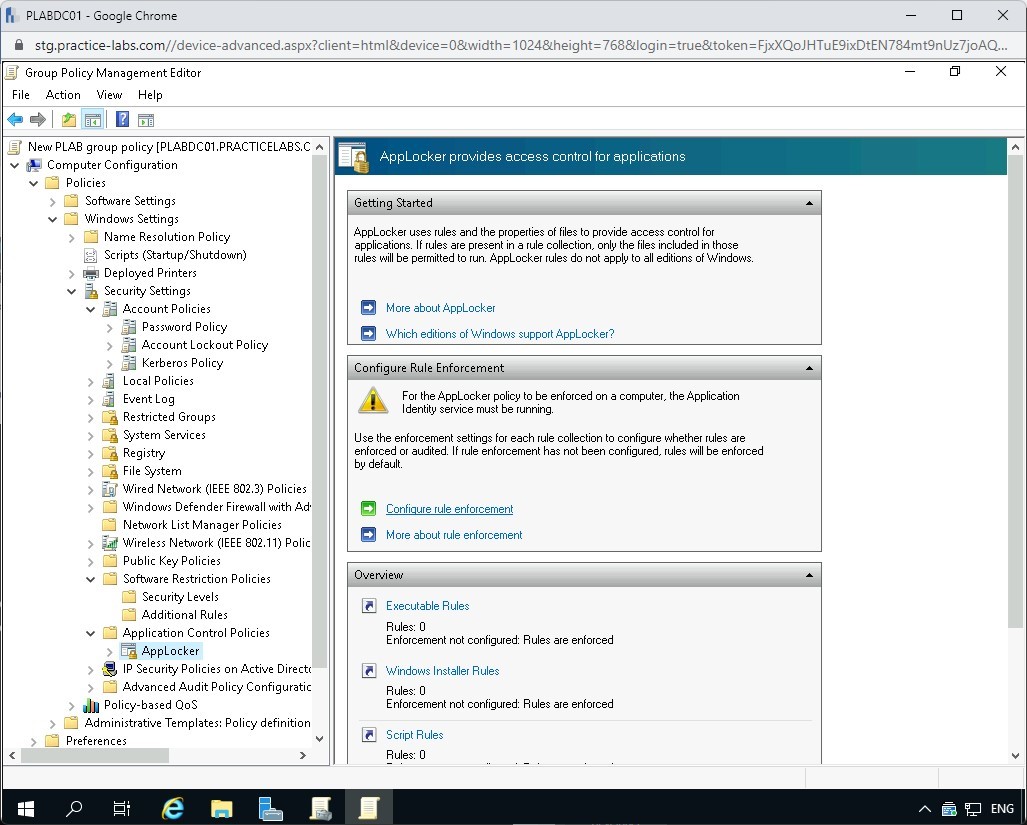 PLABDC01 - Google Chrome
stg.practice-labs.com//device-advanced.aspx?client=html&device=0&width=1024&height=768&login=true&token=FjxXQoJHTuE9ixDtEN784mt9nUz7joAQ...
Group Policy Management Editor
File Action View Help
New PLAB group policy [PLABDC01.PRACTICELABS.C
Computer Configuration
Policies
Software Settings
Windows Settings
Name Resolution Policy
Scripts (Startup/Shutdown)
Deployed Printers
Security Settings
Account Policies
Password Policy
Account Lockout Policy
Kerberos Policy
Local Policies
Event Log
Restricted Groups
System Services
Registry
File System
Wired Network (IEEE 802.3) Policies
Windows Defender Firewall with Adv
Network List Manager Policies
Wireless Network (IEEE 802.11) Polic
Public Key Policies
Software Restriction Policies
Security Levels
Additional Rules
Application Control Policies
AppLocker
IP Security Policies on Active Directo
Advanced Audit Policy Configuratic
Policy-based QoS
Administrative Templates: Policy definition
Preferences
AppLocker provides access control for applications
Getting Started
AppLocker uses rules and the properties of files to provide access control for
applications. If rules are present in a rule collection, only the files included in those
rules will be permitted to run. AppLocker rules do not apply to all editions of Windows.
More about AppLocker
Which editions of Windows support AppLocker?
Configure Rule Enforcement
For the AppLocker policy to be enforced on a computer, the Application
Identity service must be running.
Use the enforcement settings for each rule collection to configure whether rules are
enforced or audited. If rule enforcement has not been configured, rules will be enforced
by default.
Configure rule enforcement
More about rule enforcement
Overview
Executable Rules
Rules: 0
Enforcement not configured: Rules are enforced
Windows Installer Rules
Rules: 0
Enforcement not configured: Rules are enforced
Script Rules
Rules: 0
ENG